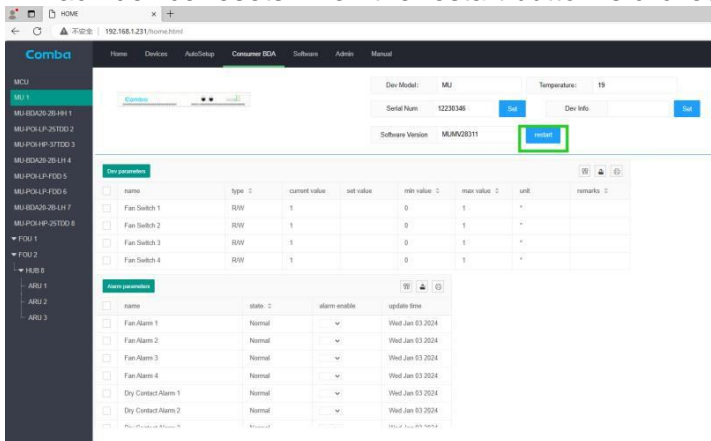 HOME
不安全 | 192.168.1.231/home.html
Comba
Home Devices AutoSetup Consumer BDA Software Admin Manual
MCU
MU 1
MU-BDA20-2B-HH 1
MU-POI-LP-25TDD 2
MU-POI-HP-37TDD 3
MU-BDA20-2B-LH 4
MU-POI-LP-FDD 5
MU-POI-LP-FDD 6
MU-BDA20-2B-LH 7
MU-POI-HP-25TDD 8
FOU 1
FOU 2
HUB 8
ARU 1
ARU 2
ARU 3
Comba
Dev Model: MU Temperature: 19
Serial Num 12230346 Set Dev Info Set
Software Version MUMV28311 restart
Dev parameters
name type current value set value min value max value unit remarks
Fan Switch 1 R/W 1 0 1 *
Fan Switch 2 R/W 1 0 1 *
Fan Switch 3 R/W 1 0 1 *
Fan Switch 4 R/W 1 0 1 *
Alarm parameters
name state alarm enable update time
Fan Alarm 1 Normal Wed Jan 03 2024
Fan Alarm 2 Normal Wed Jan 03 2024
Fan Alarm 3 Normal Wed Jan 03 2024
Fan Alarm 4 Normal Wed Jan 03 2024
Dry Contact Alarm 1 Normal Wed Jan 03 2024
Dry Contact Alarm 2 Normal Wed Jan 03 2024